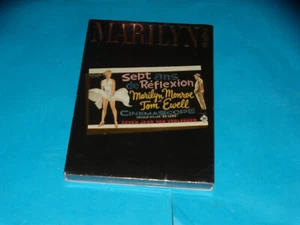 MARILYN
Sept ans
de Réflexion
Marilyn Monroe
Tom Ewell
CINEMASCOPE